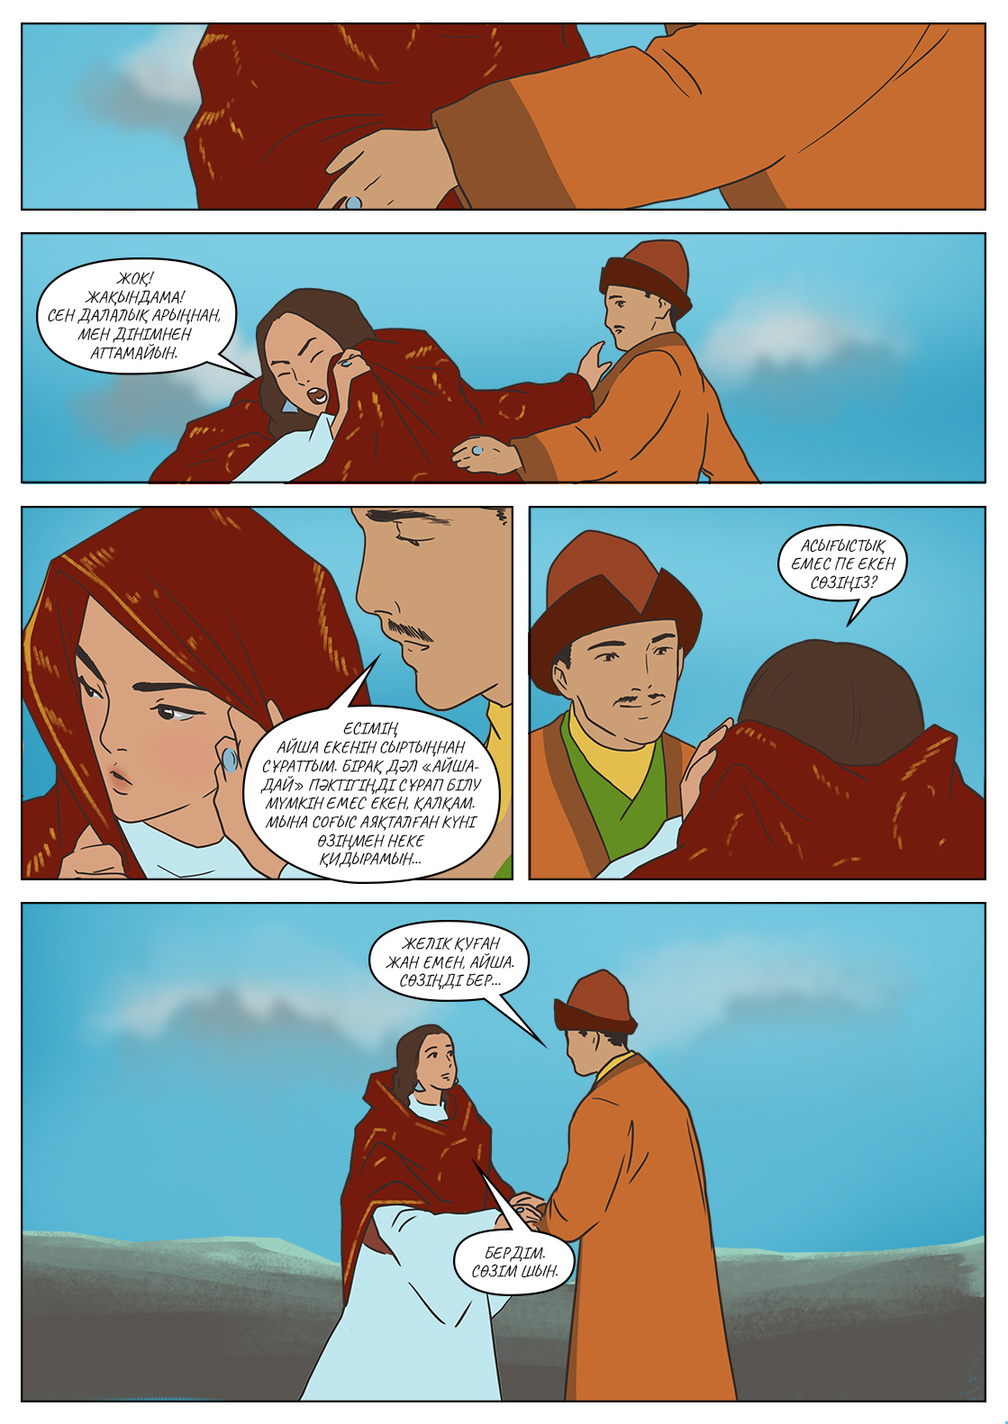 ЖОҚ!
ЖАҚЫНДАМА!
СЕН ДАЛАЛЫҚ АРЫҢНАН,
МЕН ДІНІМНЕН
АТТАМАЙЫН.
ЕСІМІҢ
АЙША ЕКЕНІН СЫРТЫҢНАН
СҰРАТТЫМ. БІРАҚ ДӘЛ «АЙША-
ДАЙ» ПӘКТІГІҢДІ СҰРАП БІЛУ
МҮМКІН ЕМЕС ЕКЕН, ҚАЛҚАМ.
МЫНА СОҒЫС АЯҚТАЛҒАН КҮНІ
ӨЗІҢМЕН НЕКЕ
ҚИДЫРАМЫН...
АСЫҒЫСТЫҚ
ЕМЕС ПЕ ЕКЕН
СӨЗІҢІЗ?
ЖЕЛІК ҚУҒАН
ЖАН ЕМЕН, АЙША.
СӨЗІҢДІ БЕР...
БЕРДІМ.
СӨЗІМ ШЫН.